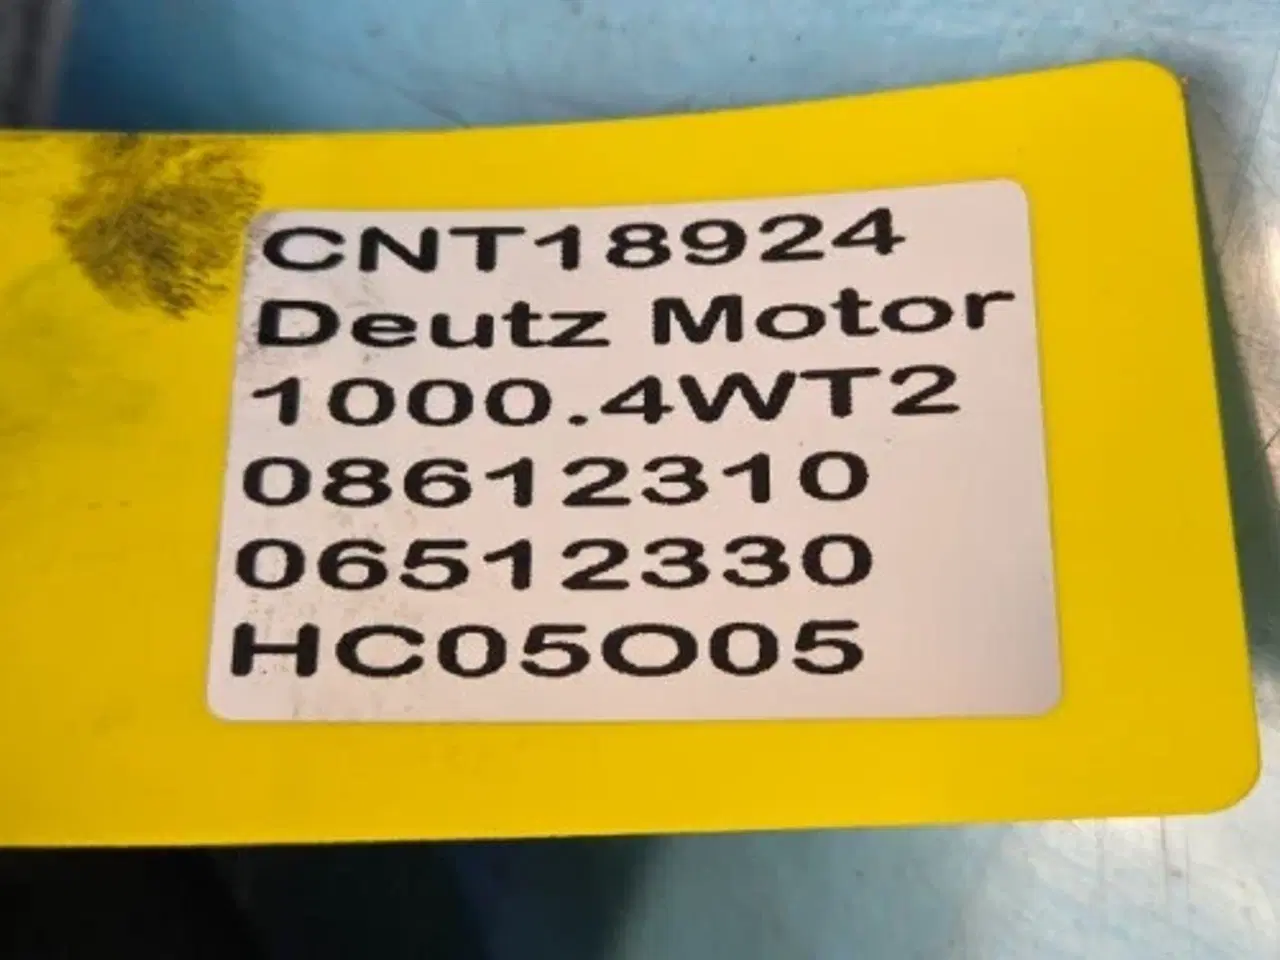 CNT18924
Deutz Motor
1000.4WT2
08612310
06512330
HC05O05